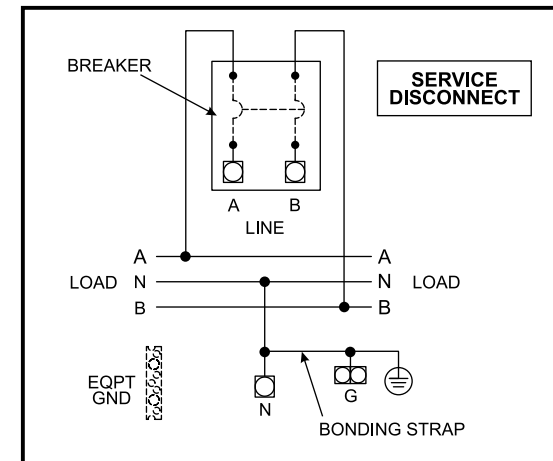 BREAKER
SERVICE
DISCONNECT
A B
LINE
A A
LOAD N N LOAD
B B
EQPT
GND
N
G
BONDING STRAP